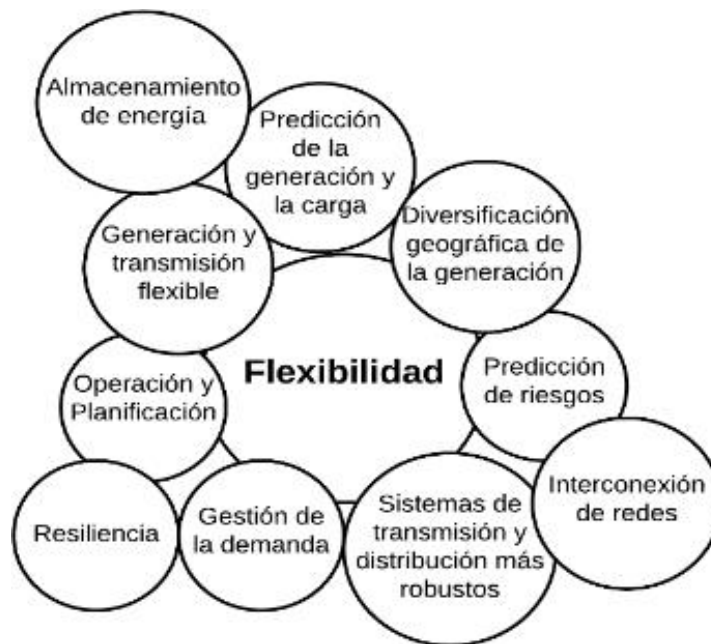 Almacenamiento
de energía
Predicción
de la
generación y
la carga
Diversificación
geográfica de
la generación
Generación y
transmisión
flexible
Flexibilidad
Predicción
de riesgos
Operación y
Planificación
Interconexión
de redes
Sistemas de
transmisión y
distribución más
robustos
Gestión de
la demanda
Resiliencia